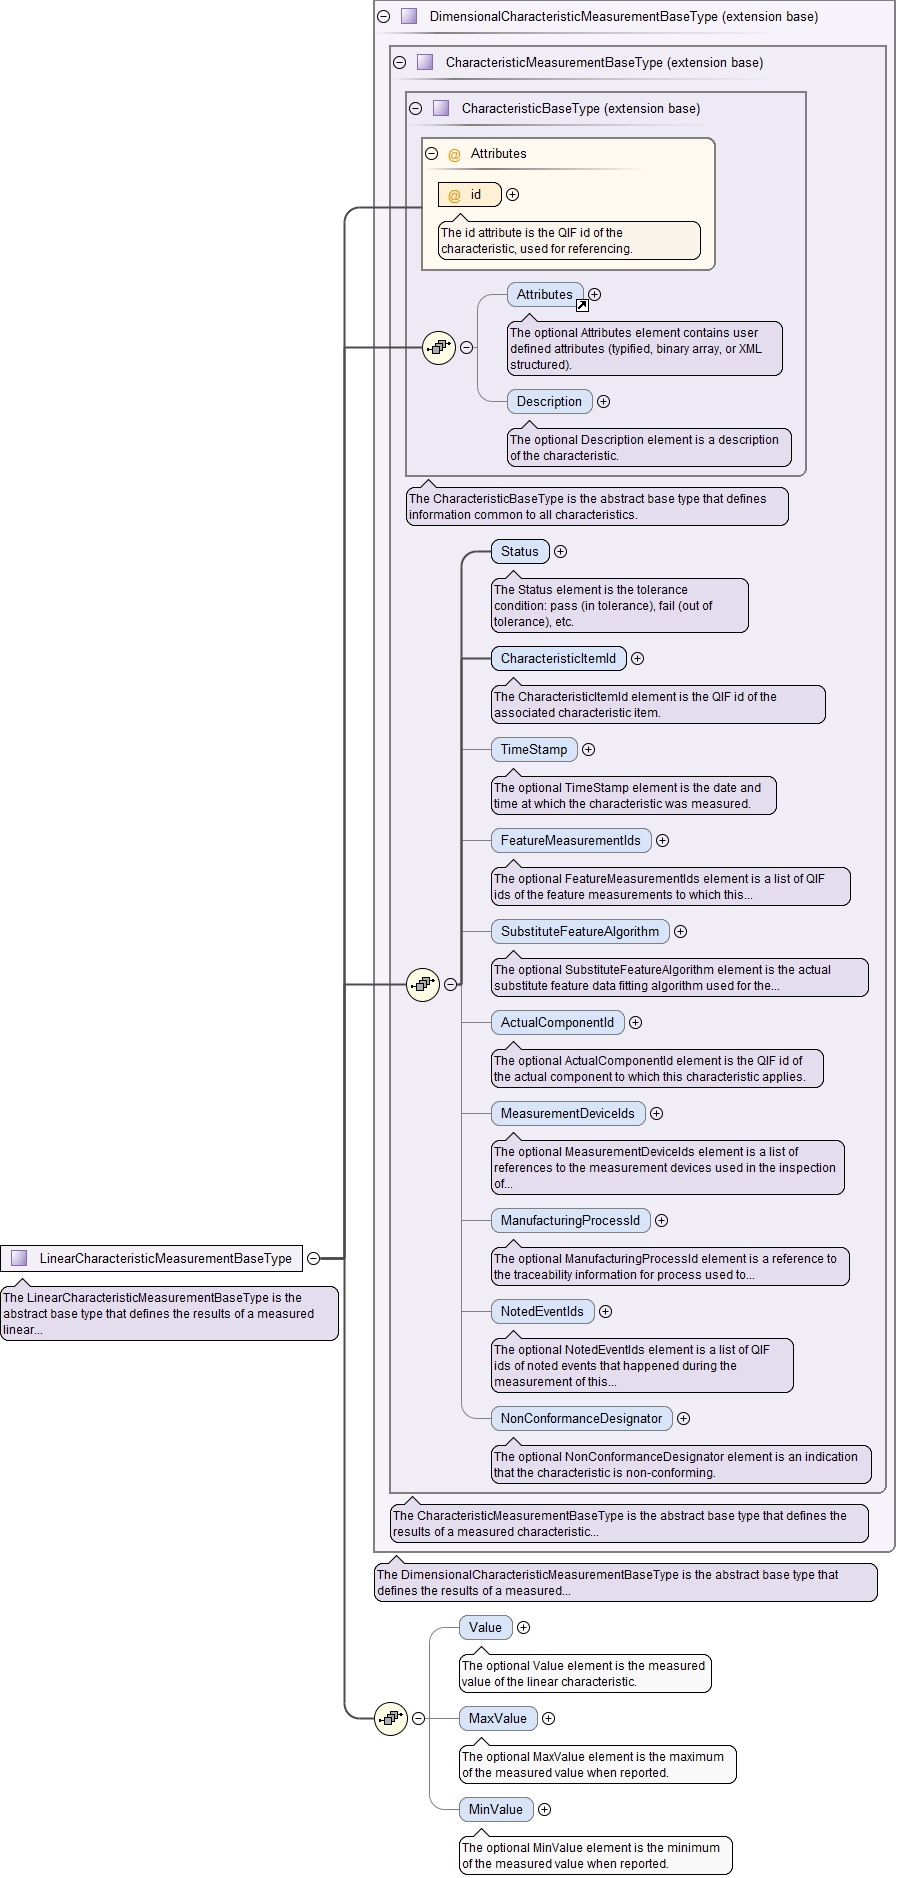 DimensionalCharacteristicMeasurementBaseType (extension base)
CharacteristicMeasurementBaseType (extension base)
CharacteristicBaseType (extension base)
@ Attributes
@ id
The id attribute is the QIF id of the
characteristic, used for referencing.
Attributes
The optional Attributes element contains user
defined attributes (typified, binary array, or XML
structured).
Description
The optional Description element is a description
of the characteristic.
The CharacteristicBaseType is the abstract base type that defines
information common to all characteristics.
Status
The Status element is the tolerance
condition: pass (in tolerance), fail (out of
tolerance), etc.
CharacteristicItemId
The CharacteristicItemId element is the QIF id of the
associated characteristic item.
TimeStamp
The optional TimeStamp element is the date and
time at which the characteristic was measured.
FeatureMeasurementIds
The optional FeatureMeasurementIds element is a list of QIF
ids of the feature measurements to which this...
SubstituteFeatureAlgorithm
The optional SubstituteFeatureAlgorithm element is the actual
substitute feature data fitting algorithm used for the...
ActualComponentId
The optional ActualComponentId element is the QIF id of
the actual component to which this characteristic applies.
MeasurementDeviceIds
The optional MeasurementDeviceIds element is a list of
references to the measurement devices used in the inspection
of...
ManufacturingProcessId
The optional ManufacturingProcessId element is a reference to
the traceability information for process used to...
LinearCharacteristicMeasurementBaseType
The LinearCharacteristicMeasurementBaseType is the
abstract base type that defines the results of a measured
linear...
NotedEventIds
The optional NotedEventIds element is a list of QIF
ids of noted events that happened during the
measurement of this...
NonConformanceDesignator
The optional NonConformanceDesignator element is an indication
that the characteristic is non-conforming.
The CharacteristicMeasurementBaseType is the abstract base type that defines the
results of a measured characteristic...
The DimensionalCharacteristicMeasurementBaseType is the abstract base type that
defines the results of a measured...
Value
The optional Value element is the measured
value of the linear characteristic.
MaxValue
The optional MaxValue element is the maximum
of the measured value when reported.
MinValue
The optional MinValue element is the minimum
of the measured value when reported.